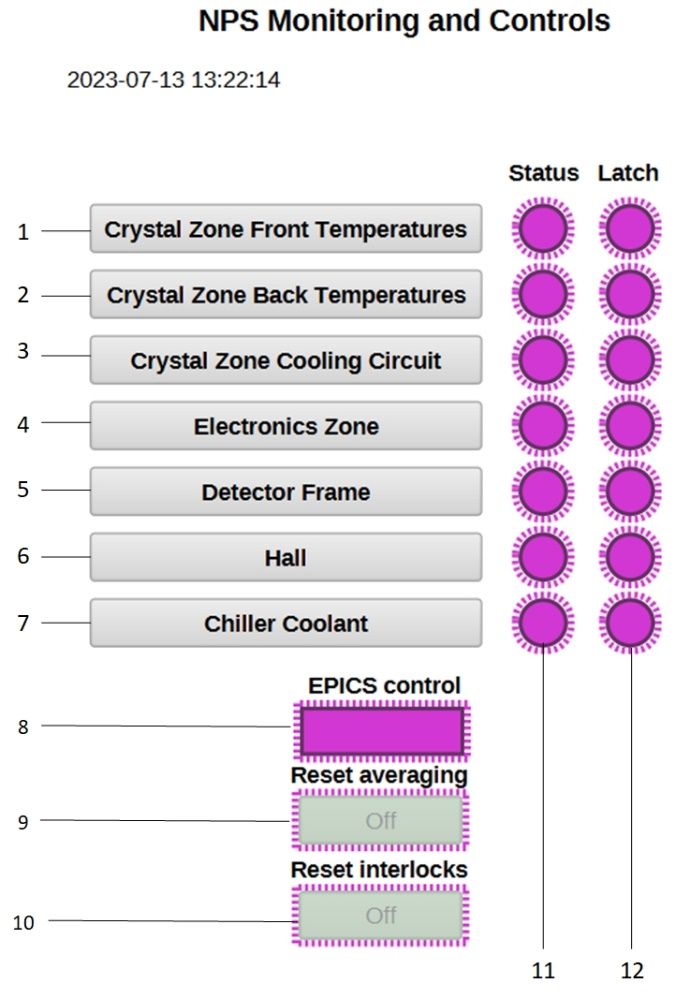 NPS Monitoring and Controls
2023-07-13 13:22:14
Status Latch
1 Crystal Zone Front Temperatures
2 Crystal Zone Back Temperatures
3 Crystal Zone Cooling Circuit
4 Electronics Zone
5 Detector Frame
6 Hall
7 Chiller Coolant
EPICS control
8
Reset averaging
9 Off
Reset interlocks
10 Off
11 12